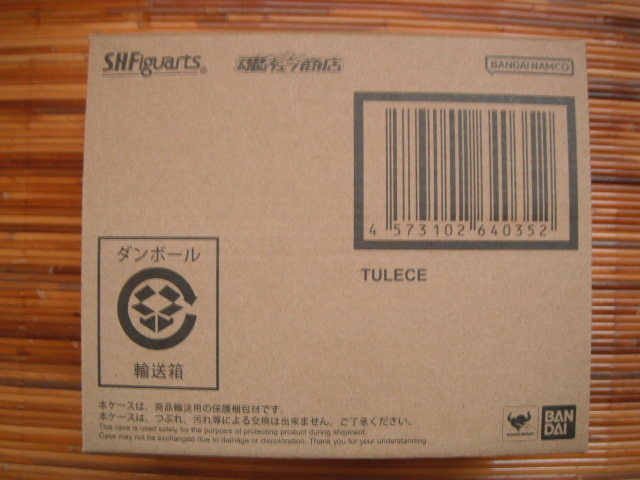 S.H.Figuarts®
魂ウェブ商店
BANDAI NAMCO
4 573102 640352
TULECE
ダンボール
輸送箱
本ケースは、商品輸送用の保護梱包材です。
本ケースは、つぶれ、汚れ等による交換は出来ません。ご了承ください。
This case is used solely for the purpose of protecting product during shipment.
Case may not be exchanged due to damage or discoloration. Thank you for your understanding.
BAN
DAI